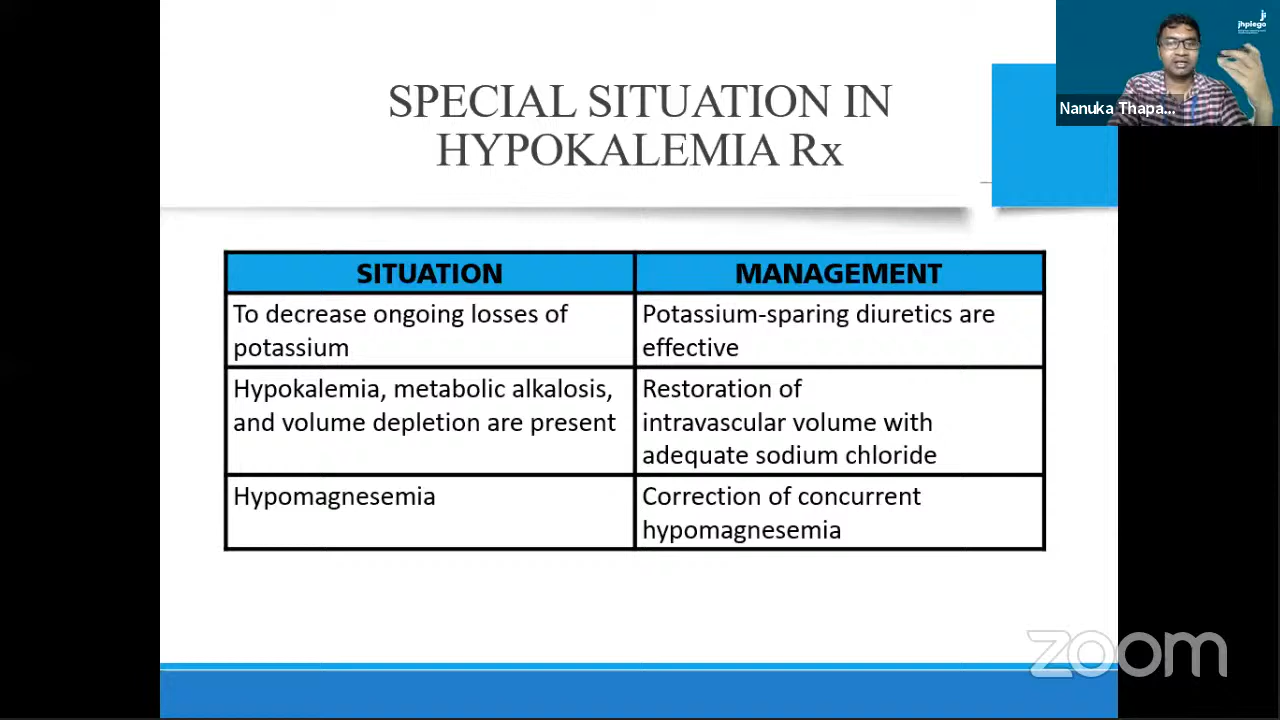 SPECIAL SITUATION IN
HYPOKALEMIA Rx
jhpiego
Nanuka Thapa...
SITUATION
MANAGEMENT
To decrease ongoing losses of
potassium
Potassium-sparing diuretics are
effective
Hypokalemia, metabolic alkalosis,
and volume depletion are present
Restoration of
intravascular volume with
adequate sodium chloride
Hypomagnesemia
Correction of concurrent
hypomagnesemia
zoom